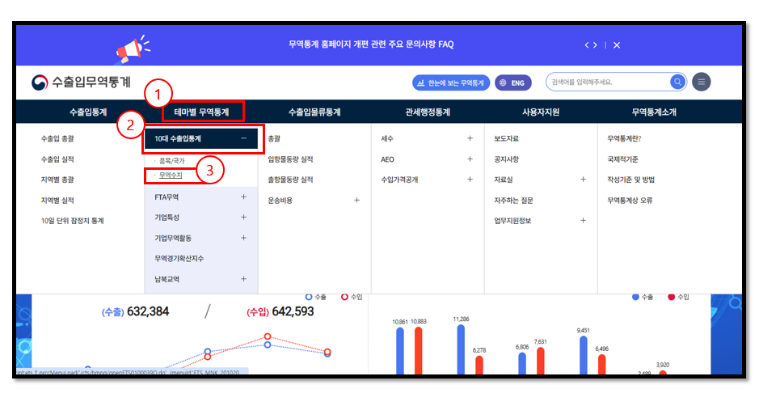 무역통계 홈페이지 개편 관련 주요 문의사항 FAQ
수출입무역통계
한눈에 보는 무역통계
ENG
검색어를 입력해주세요.
1
수출입통계 테마별 무역통계 수출입물류통계 관세행정통계 사용자지원 무역통계소개
2
수출입 총괄 10대 수출입통계 − 총괄 세수 + 보도자료 무역통계란?
수출입 실적 · 품목/국가 입항물동량 실적 AEO + 공지사항 국제적기준
3
지역별 총괄 · 무역수지 출항물동량 실적 수입가격공개 + 자료실 + 작성기준 및 방법
지역별 실적 FTA무역 + 운송비용 + 자주하는 질문 무역통계상 오류
10일 단위 잠정치 통계 기업특성 + 업무지원정보 +
기업무역활동 +
무역경기확산지수
남북교역 +
수출 수입 수출 수입
(수출) 632,384 / (수입) 642,593
10,861 10,883 11,286 6,278 6,806 7,631 9,451 6,466 3,920